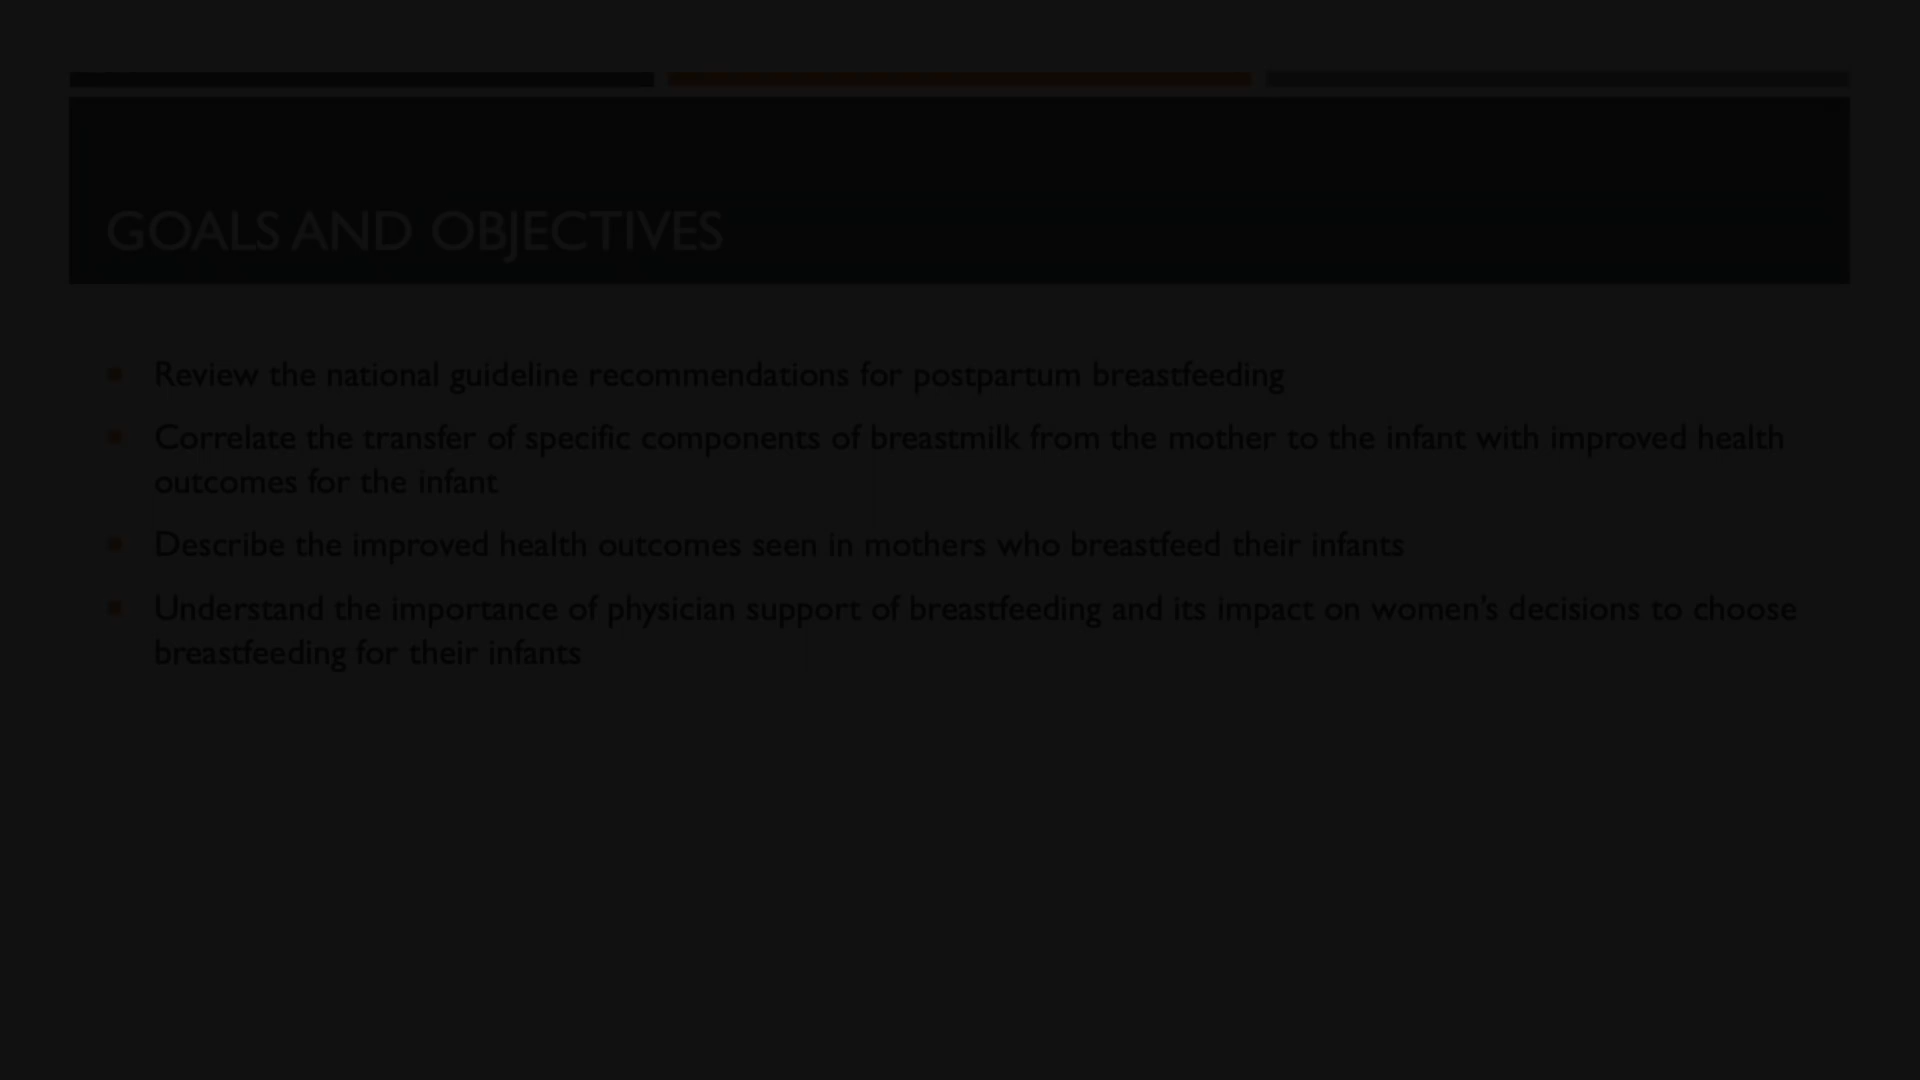 GOALS AND OBJECTIVES
Review the national guideline recommendations for postpartum breastfeeding
Correlate the transfer of specific components of breastmilk from the mother to the infant with improved health
outcomes for the infant
Describe the improved health outcomes seen in mothers who breastfeed their infants
Understand the importance of physician support of breastfeeding and its impact on women's decisions to choose
breastfeeding for their infants